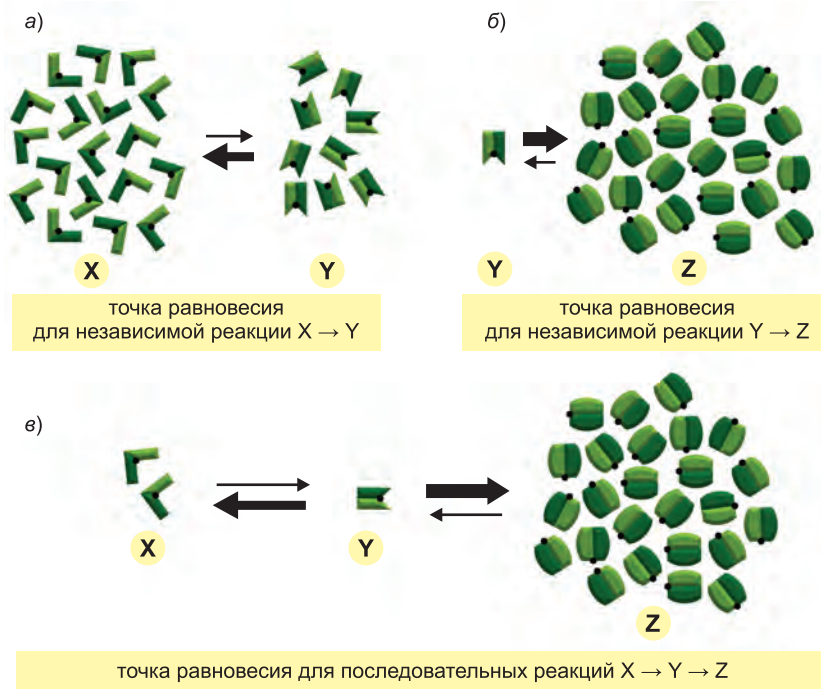 а)
X
Y
точка равновесия
для независимой реакции X → Y
б)
Y
Z
точка равновесия
для независимой реакции Y → Z
в)
X
Y
Z
точка равновесия для последовательных реакций X → Y → Z